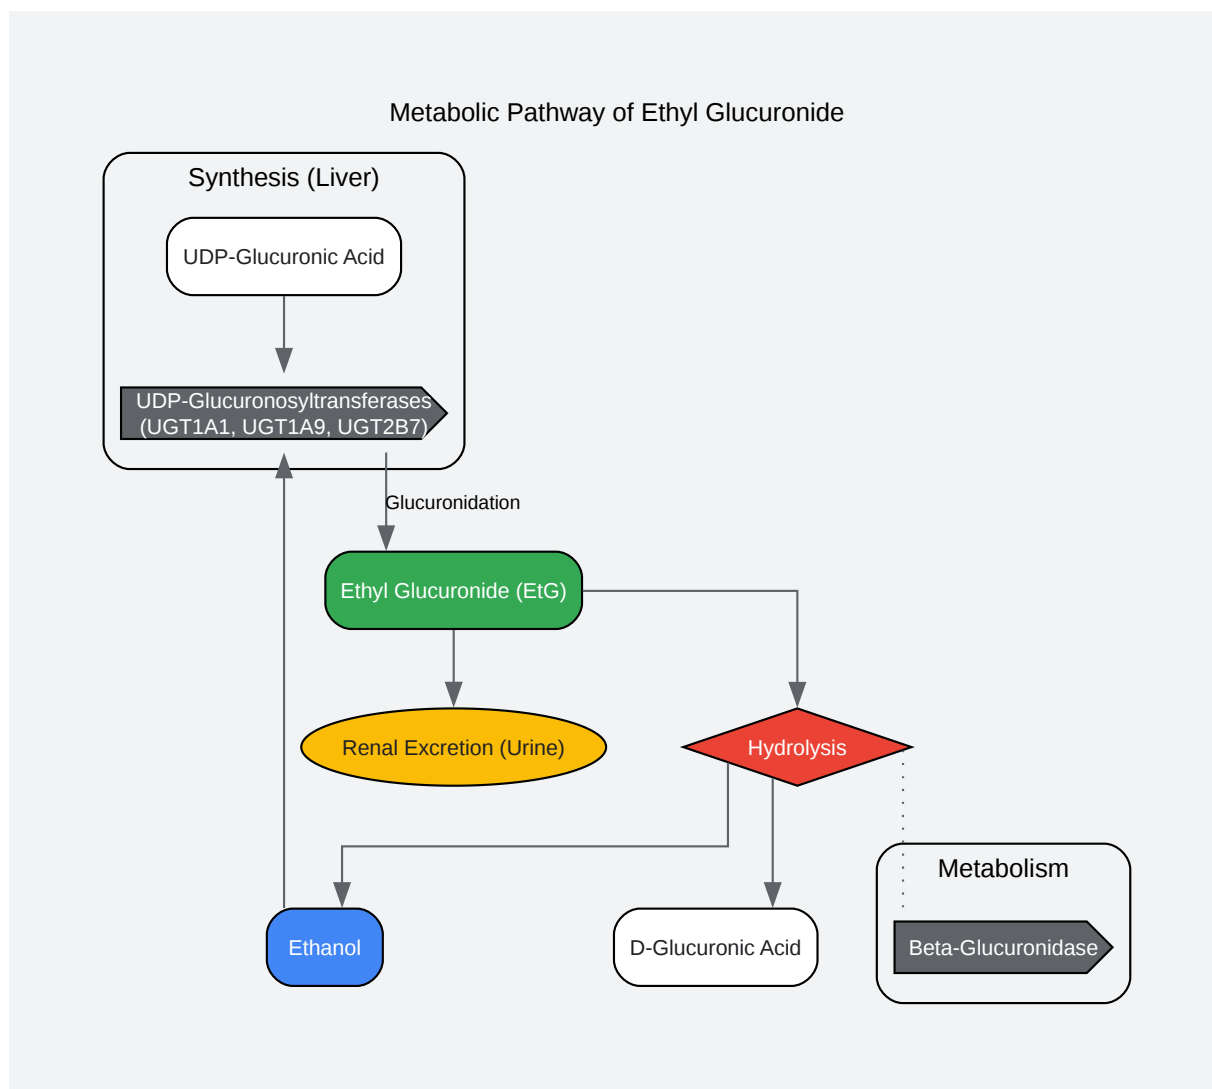 Metabolic Pathway of Ethyl Glucuronide
Synthesis (Liver)
UDP-Glucuronic Acid
UDP-Glucuronosyltransferases
(UGT1A1, UGT1A9, UGT2B7)
Glucuronidation
Ethyl Glucuronide (EtG)
Renal Excretion (Urine)
Hydrolysis
Metabolism
Ethanol
D-Glucuronic Acid
Beta-Glucuronidase